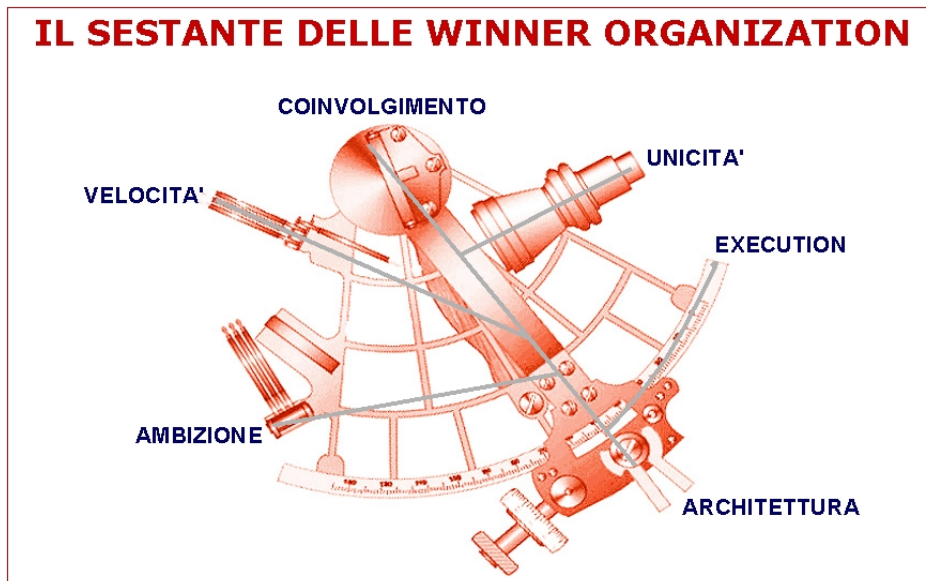 IL SESTANTE DELLE WINNER ORGANIZATION
COINVOLGIMENTO
UNICITA'
VELOCITA'
EXECUTION
AMBIZIONE
ARCHITETTURA